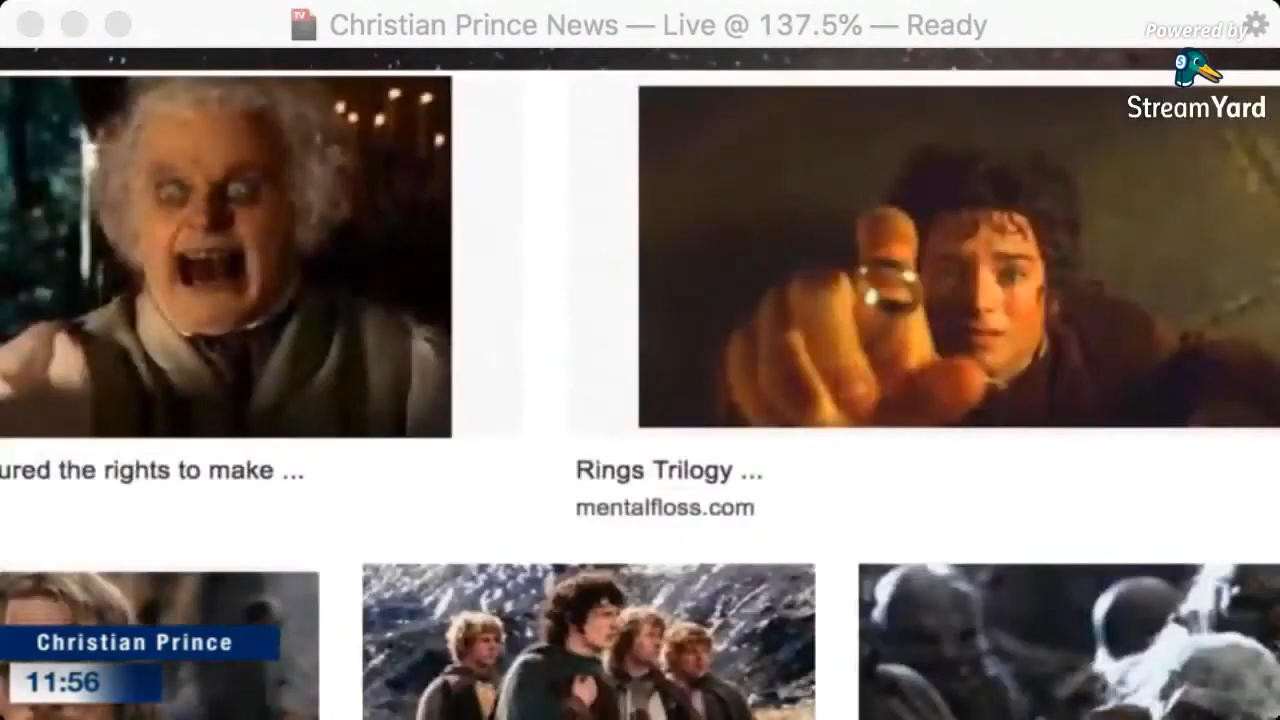 Christian Prince News — Live @ 137.5% — Ready
Powered by
StreamYard
ured the rights to make ...
Rings Trilogy ...
mentalfloss.com
Christian Prince
11:56